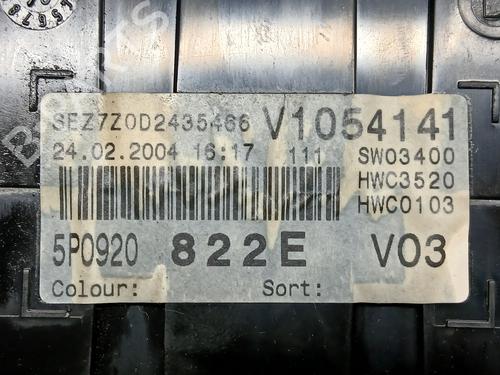 SEZ7Z0D2435466 V1054141
24.02.2004 16:17 111 SW03400
HWC3520
HWC0103
5P0920 822E V03
Colour: Sort: